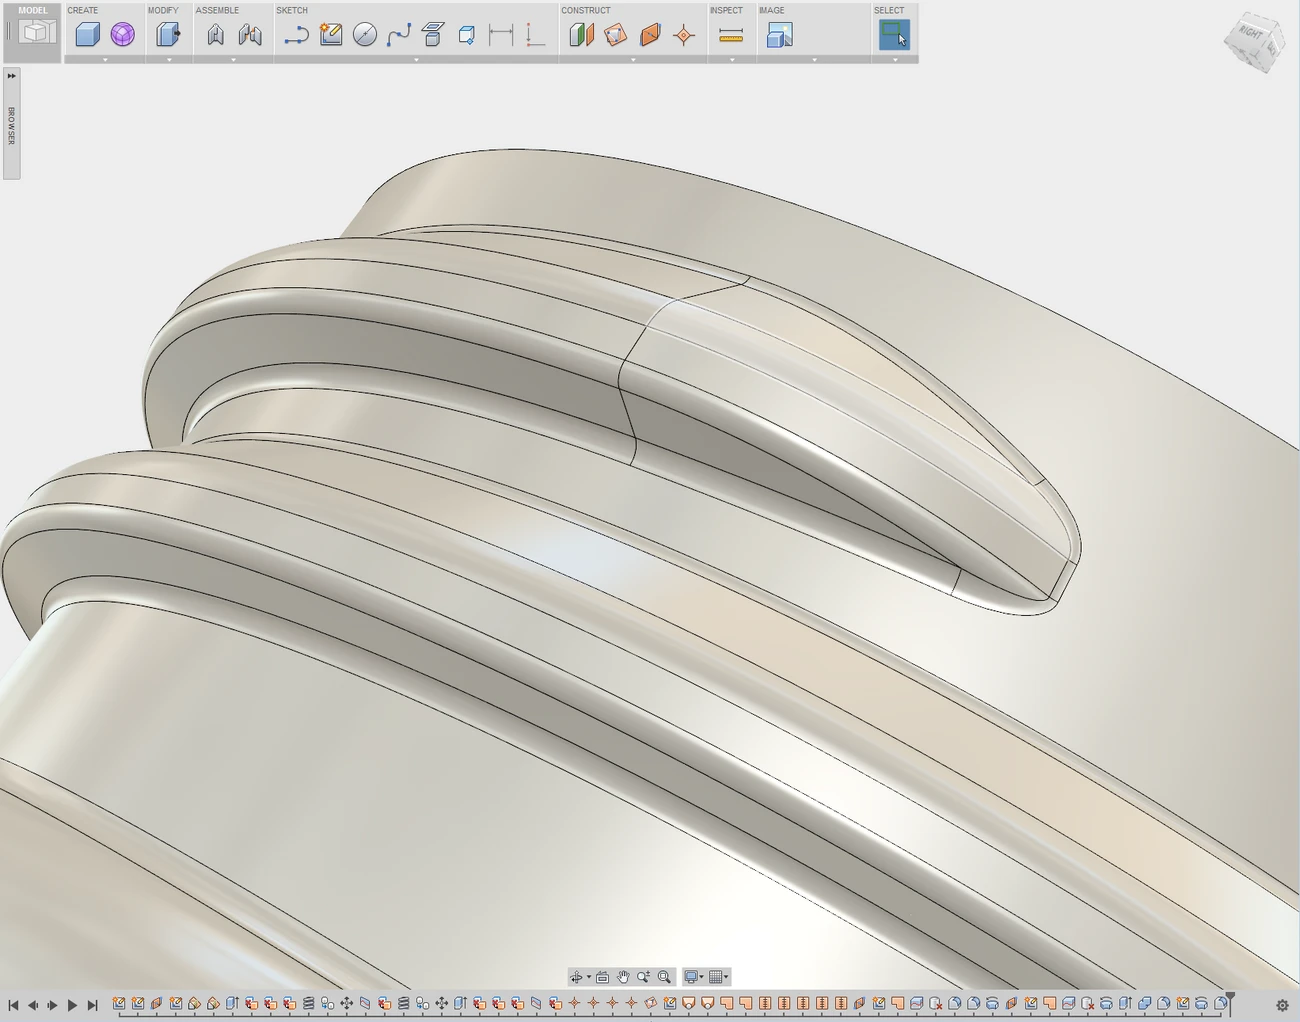 MODEL
CREATE
MODIFY
ASSEMBLE
SKETCH
CONSTRUCT
INSPECT
IMAGE
SELECT
RIGHT
BROWSER